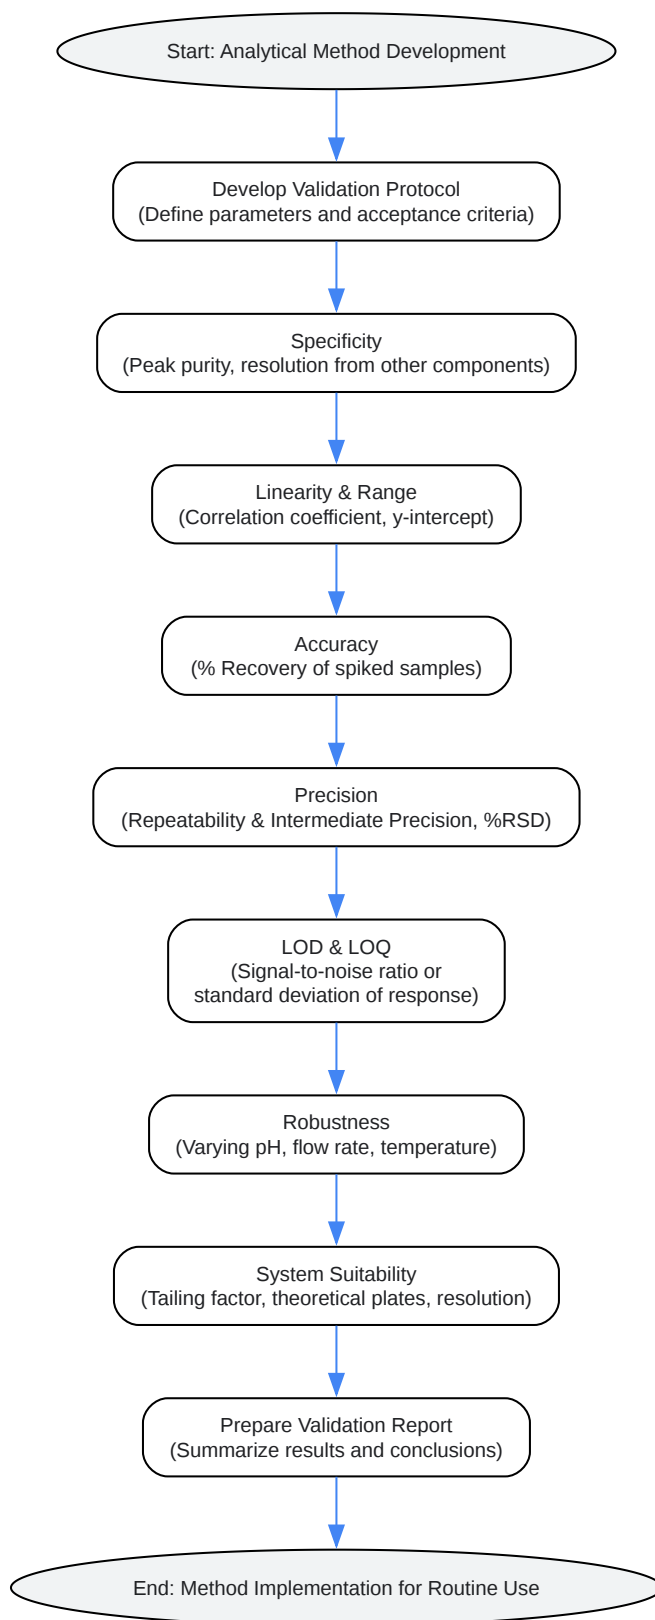 Start: Analytical Method Development
Develop Validation Protocol
(Define parameters and acceptance criteria)
Specificity
(Peak purity, resolution from other components)
Linearity & Range
(Correlation coefficient, y-intercept)
Accuracy
(% Recovery of spiked samples)
Precision
(Repeatability & Intermediate Precision, %RSD)
LOD & LOQ
(Signal-to-noise ratio or
standard deviation of response)
Robustness
(Varying pH, flow rate, temperature)
System Suitability
(Tailing factor, theoretical plates, resolution)
Prepare Validation Report
(Summarize results and conclusions)
End: Method Implementation for Routine Use